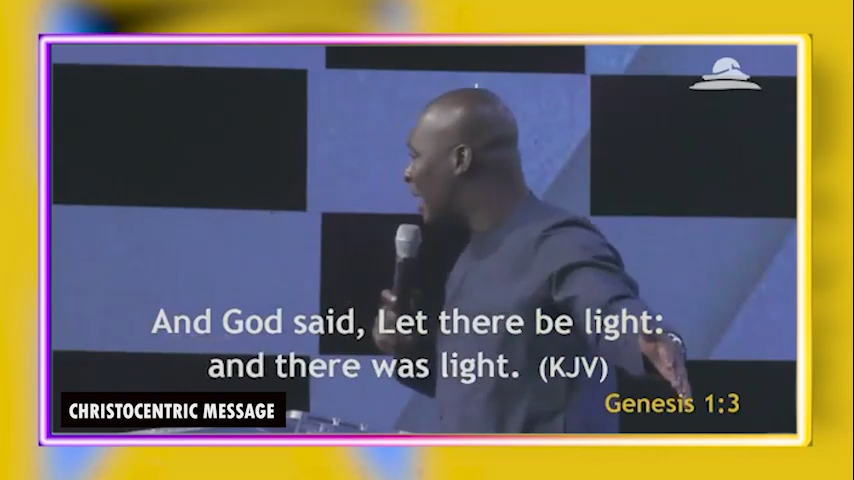 And God said, Let there be light:
and there was light. (KJV)
Genesis 1:3
CHRISTOCENTRIC MESSAGE